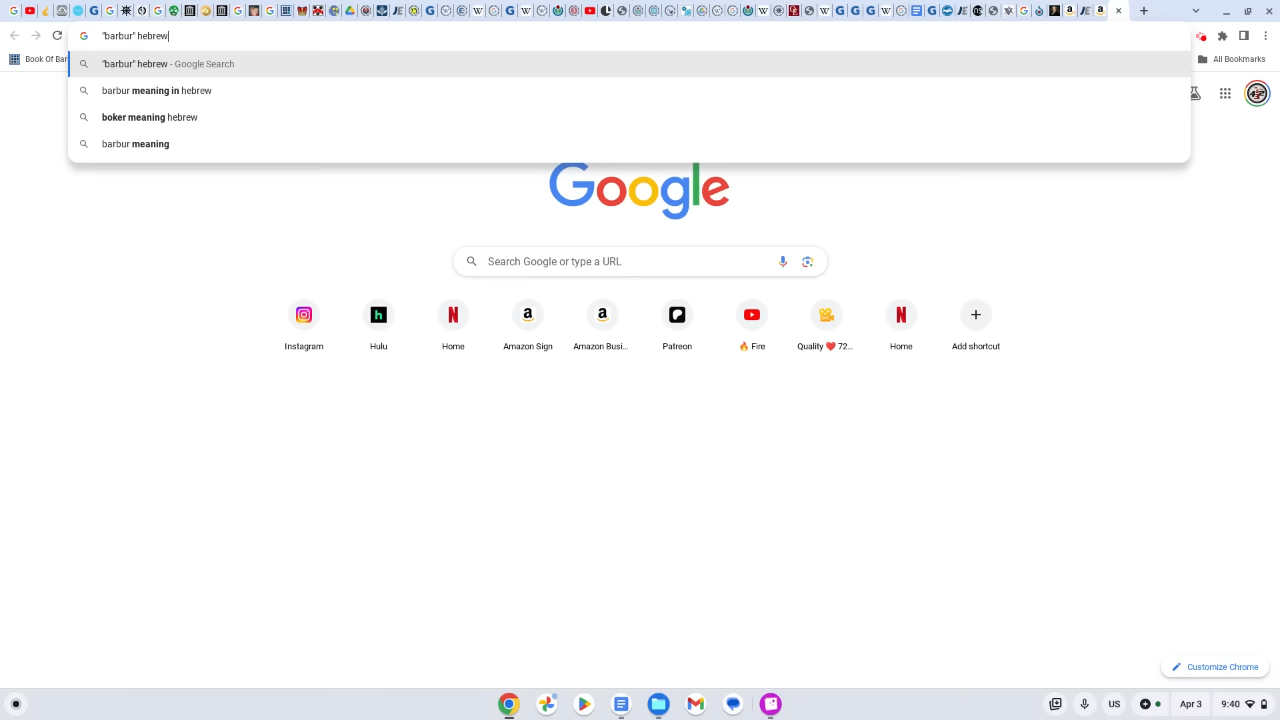 "barbur" hebrew
Book Of Bar
All Bookmarks
"barbur" hebrew - Google Search
barbur meaning in hebrew
boker meaning hebrew
barbur meaning
Google
Search Google or type a URL
Instagram
Hulu
Home
Amazon Sign
Amazon Busi...
Patreon
🔥 Fire
Quality ❤️ 72...
Home
Add shortcut
Customize Chrome
US
Apr 3
9:40